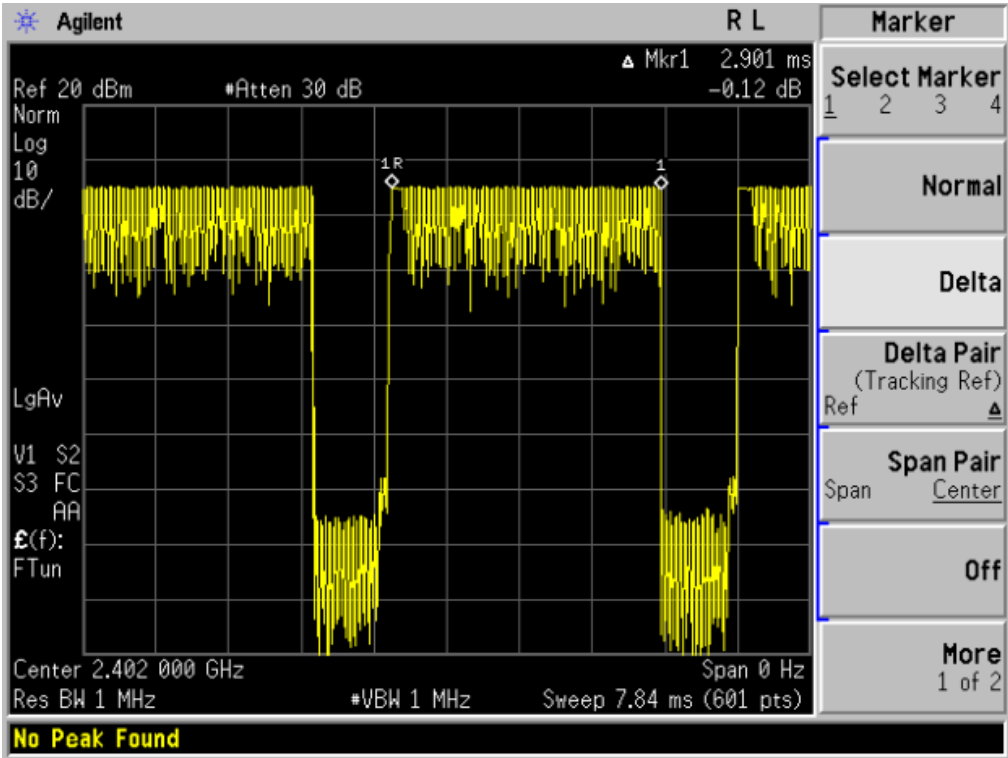 Agilent
R L
Marker
Δ Mkr1 2.901 ms
Ref 20 dBm #Atten 30 dB -0.12 dB
Norm
Log
10
dB/
1R
1
LgAv
V1 S2
S3 FC
AA
£(f):
FTun
Center 2.402 000 GHz Span 0 Hz
Res BW 1 MHz #VBW 1 MHz Sweep 7.84 ms (601 pts)
No Peak Found
Select Marker
1 2 3 4
Normal
Delta
Delta Pair
(Tracking Ref)
Ref Δ
Span Pair
Span Center
Off
More
1 of 2